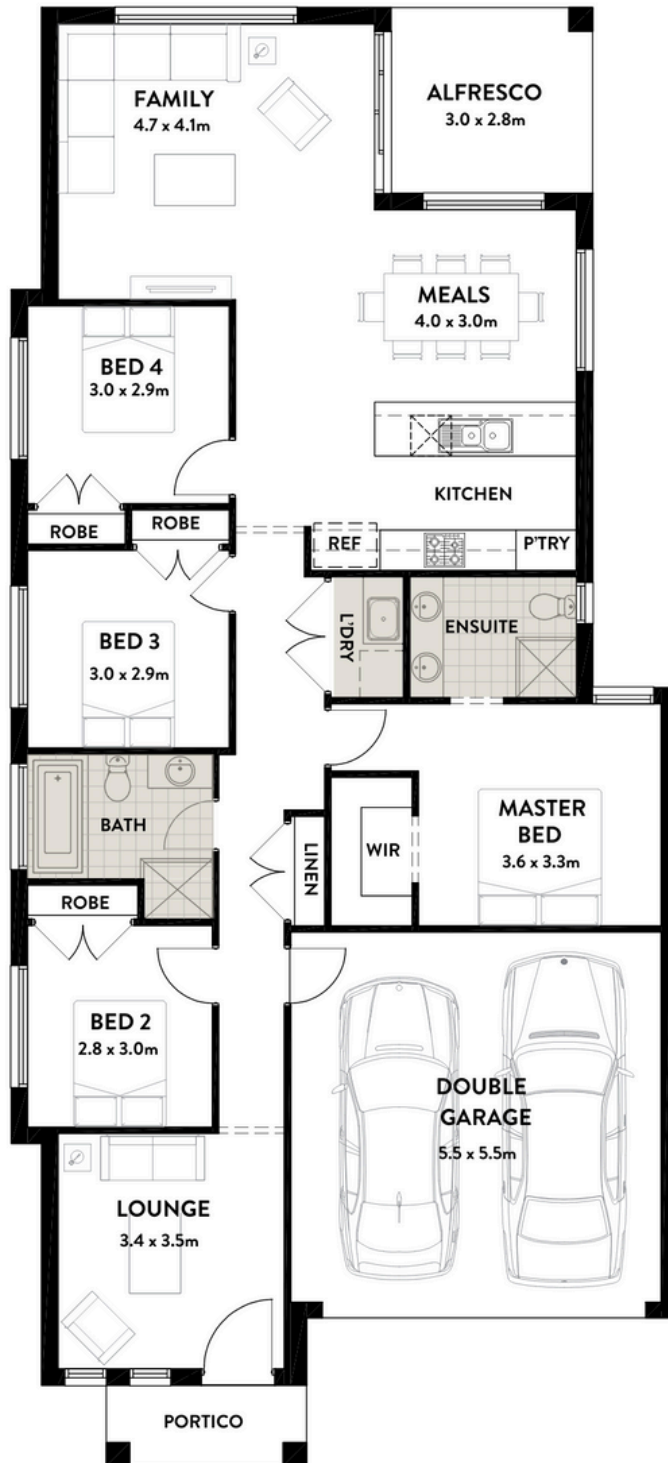 FAMILY
4.7 x 4.1m
ALFRESCO
3.0 x 2.8m
MEALS
4.0 x 3.0m
BED 4
3.0 x 2.9m
KITCHEN
ROBE
ROBE
REF
P'TRY
L'DRY
ENSUITE
BED 3
3.0 x 2.9m
BATH
LINEN
WIR
MASTER
BED
3.6 x 3.3m
ROBE
BED 2
2.8 x 3.0m
DOUBLE
GARAGE
5.5 x 5.5m
LOUNGE
3.4 x 3.5m
PORTICO